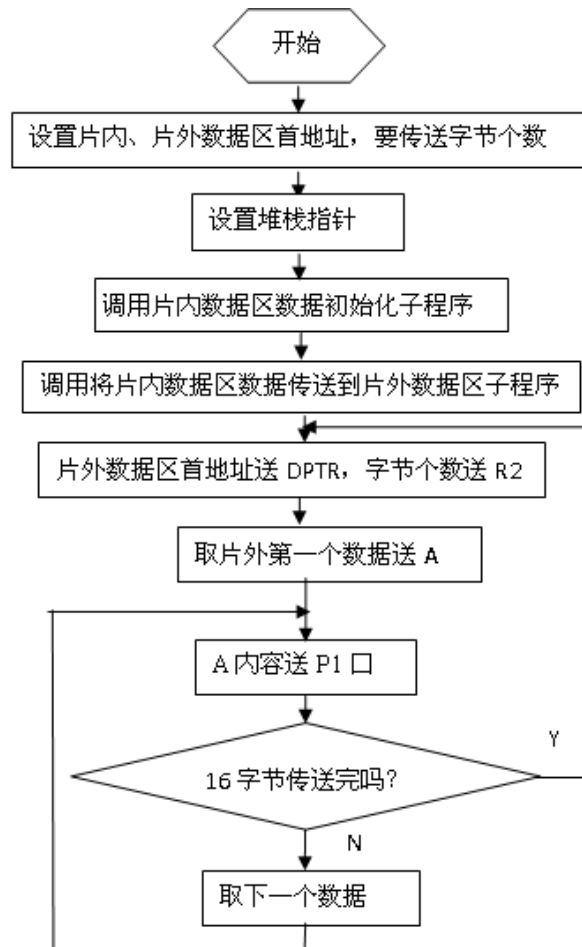 开始
设置片内、片外数据区首地址，要传送字节个数
设置堆栈指针
调用片内数据区数据初始化子程序
调用将片内数据区数据传送到片外数据区子程序
片外数据区首地址送 DPTR，字节个数送 R2
取片外第一个数据送 A
A 内容送 P1 口
16 字节传送完吗？
Y
N
取下一个数据